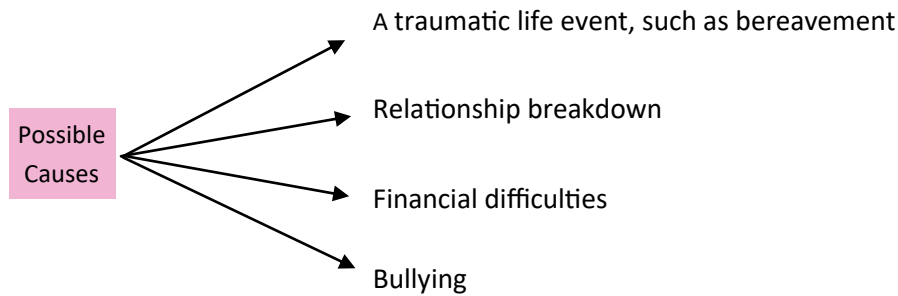 A traumatic life event, such as bereavement
Relationship breakdown
Possible
Causes
Financial difficulties
Bullying